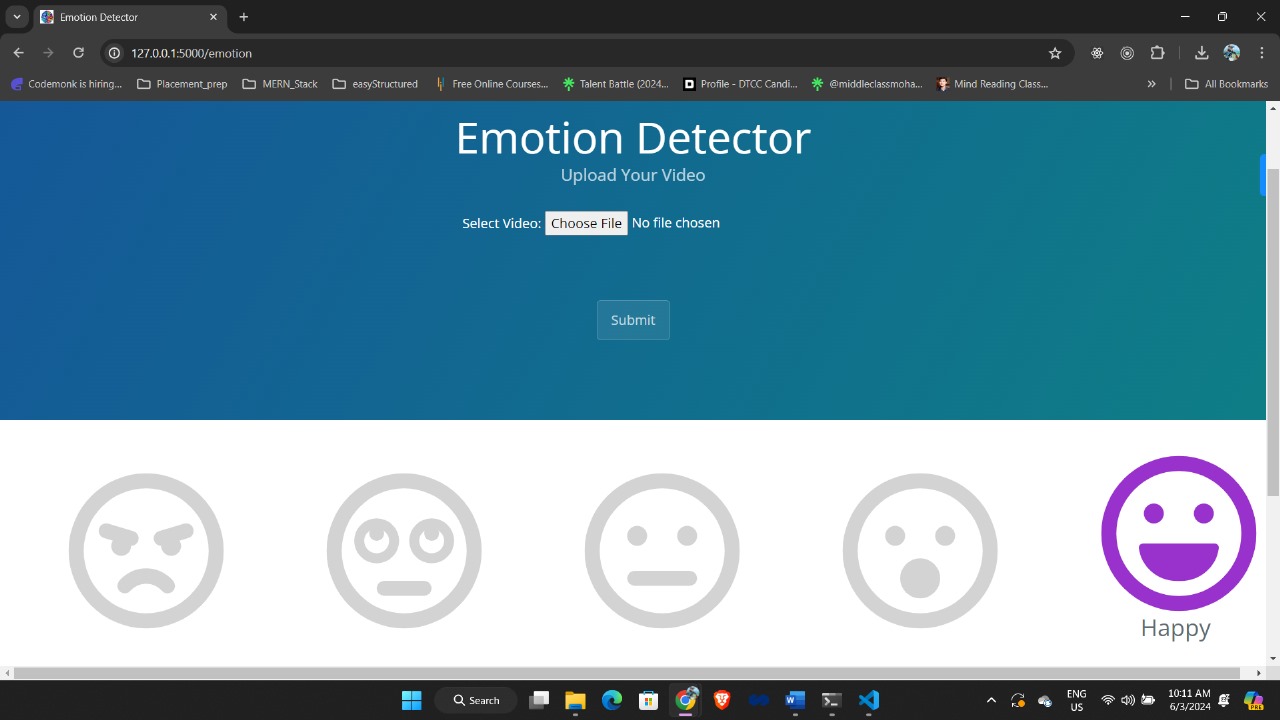 Emotion Detector
127.0.0.1:5000/emotion
Codemonk is hiring...
Placement_prep
MERN_Stack
easyStructured
Free Online Courses...
Talent Battle (2024...
Profile - DTCC Candi...
@middleclassmoha...
Mind Reading Class...
All Bookmarks
Emotion Detector
Upload Your Video
Select Video: Choose File No file chosen
Submit
Happy
Search
ENG
US
10:11 AM
6/3/2024
PRE